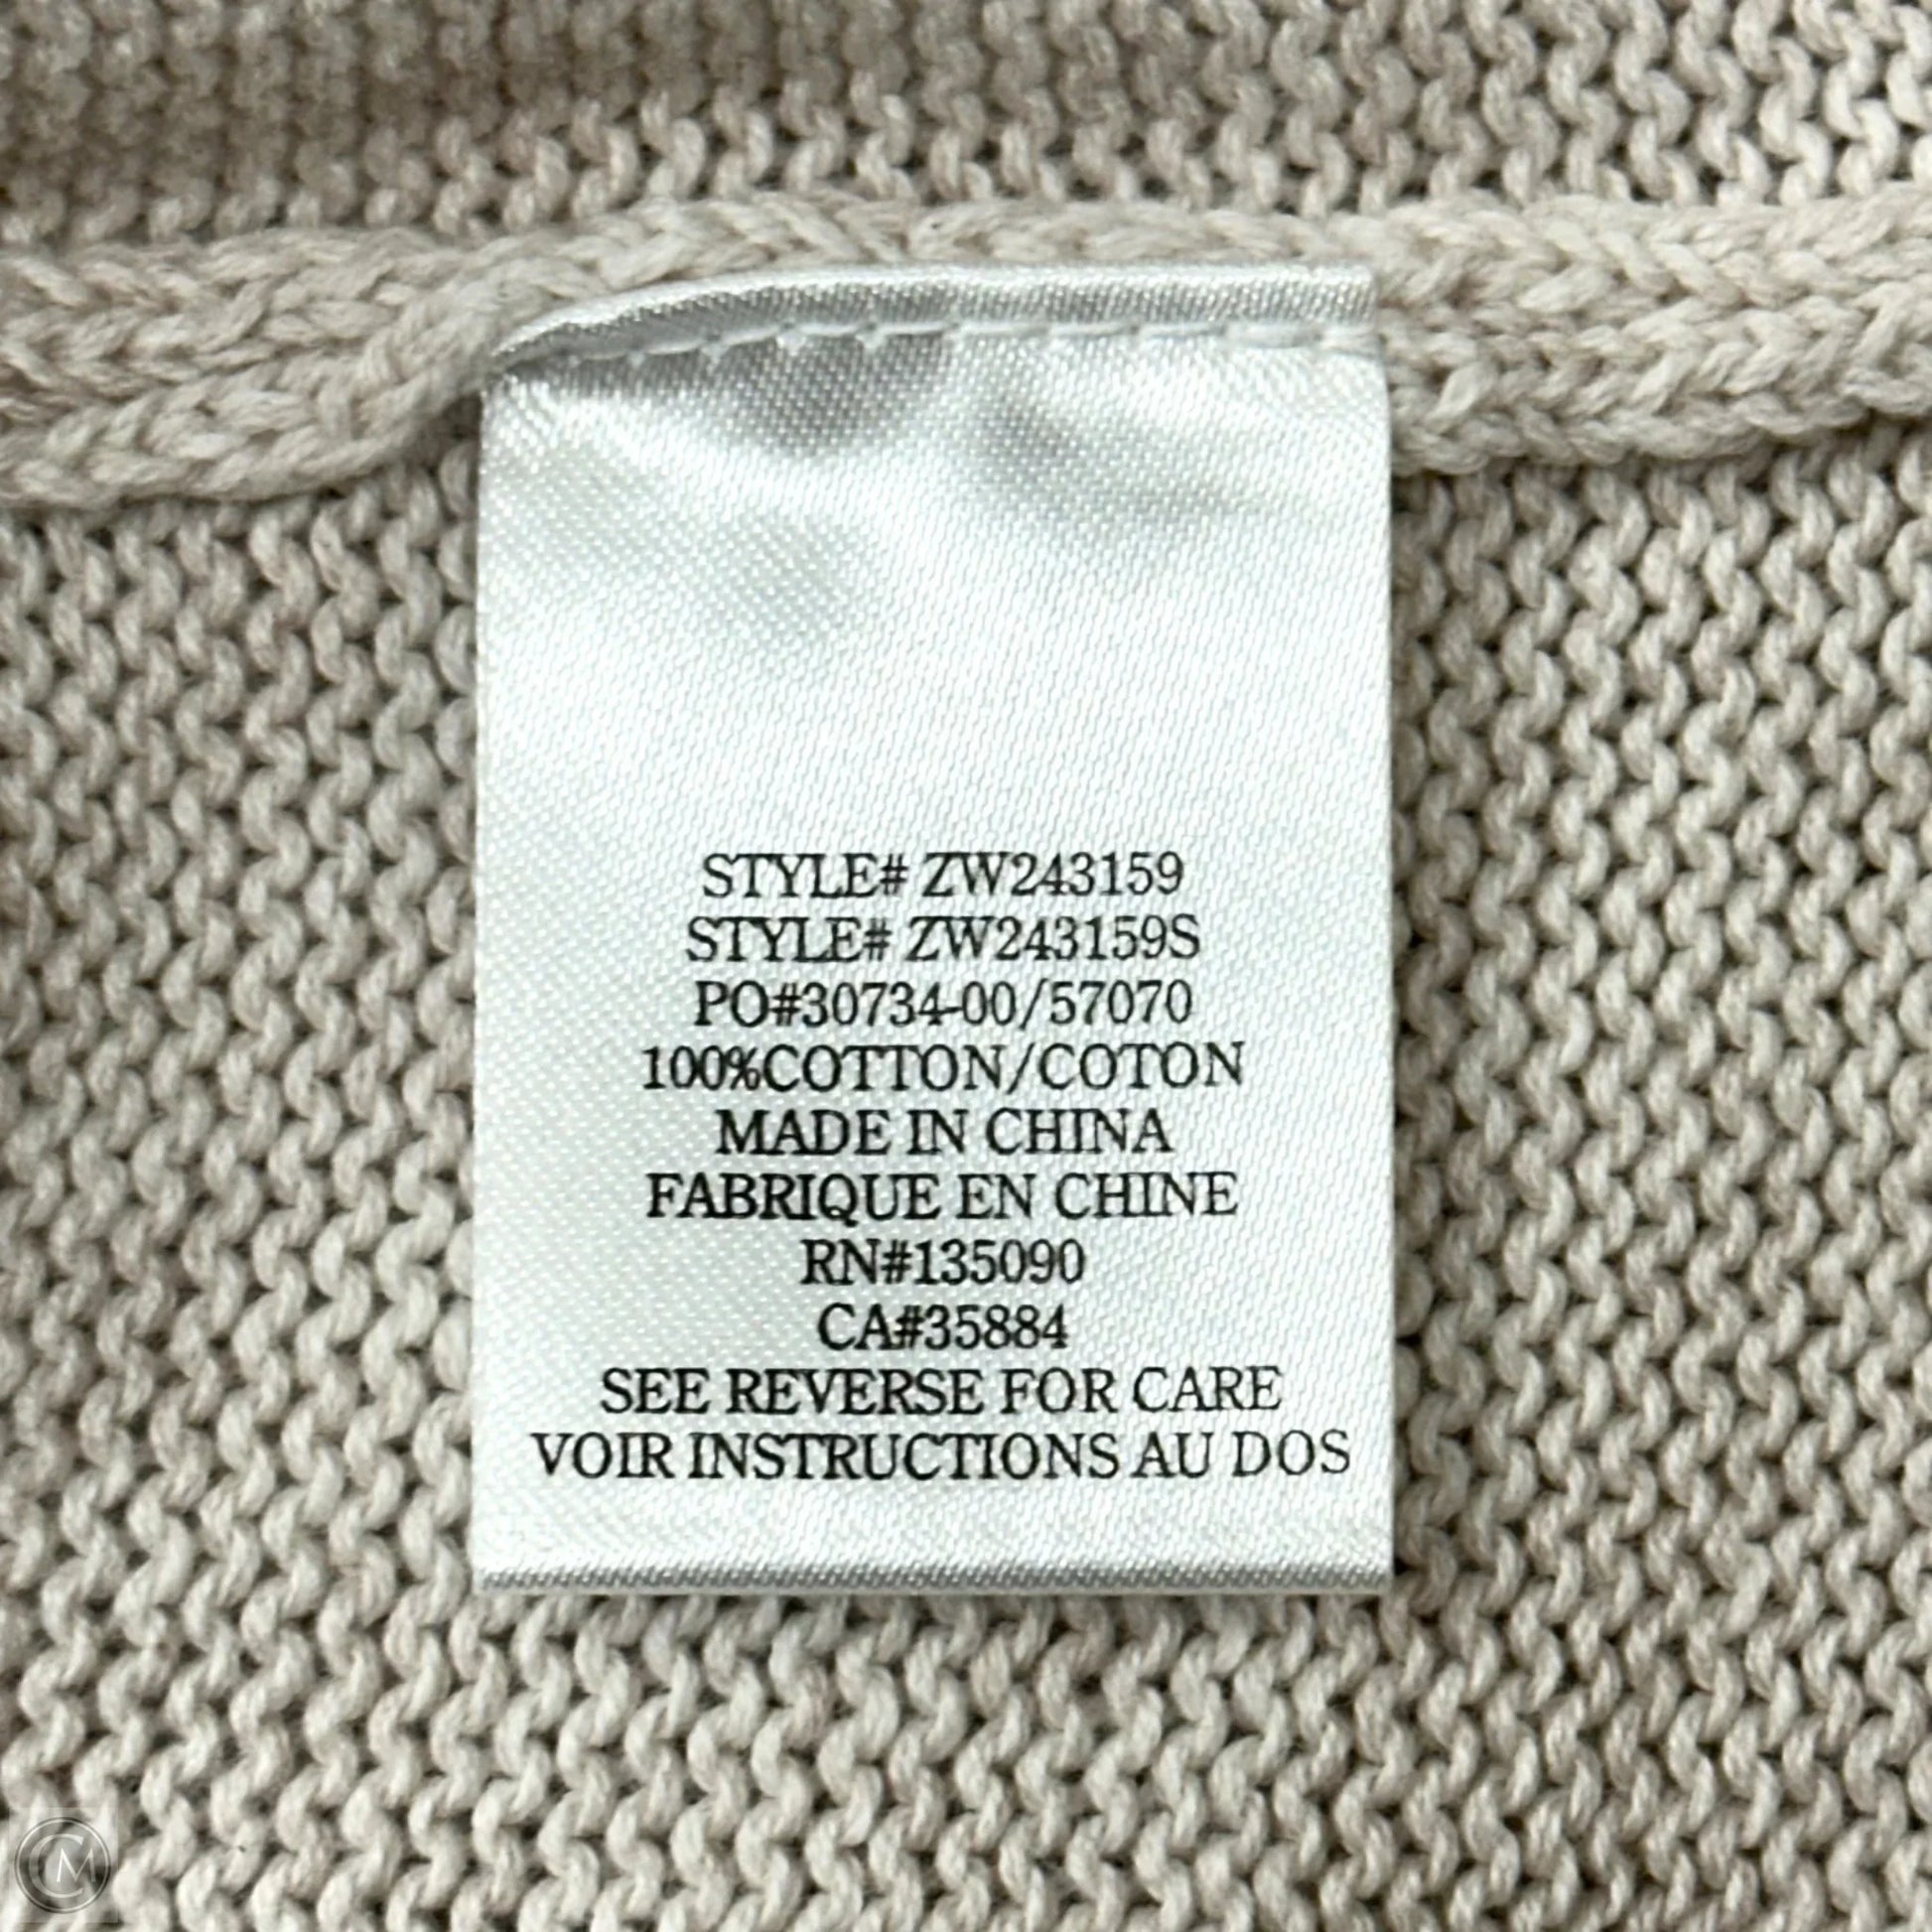 STYLE# ZW243159
STYLE# ZW243159S
PO#30734-00/57070
100%COTTON/COTON
MADE IN CHINA
FABRIQUE EN CHINE
RN#135090
CA#35884
SEE REVERSE FOR CARE
VOIR INSTRUCTIONS AU DOS
CM